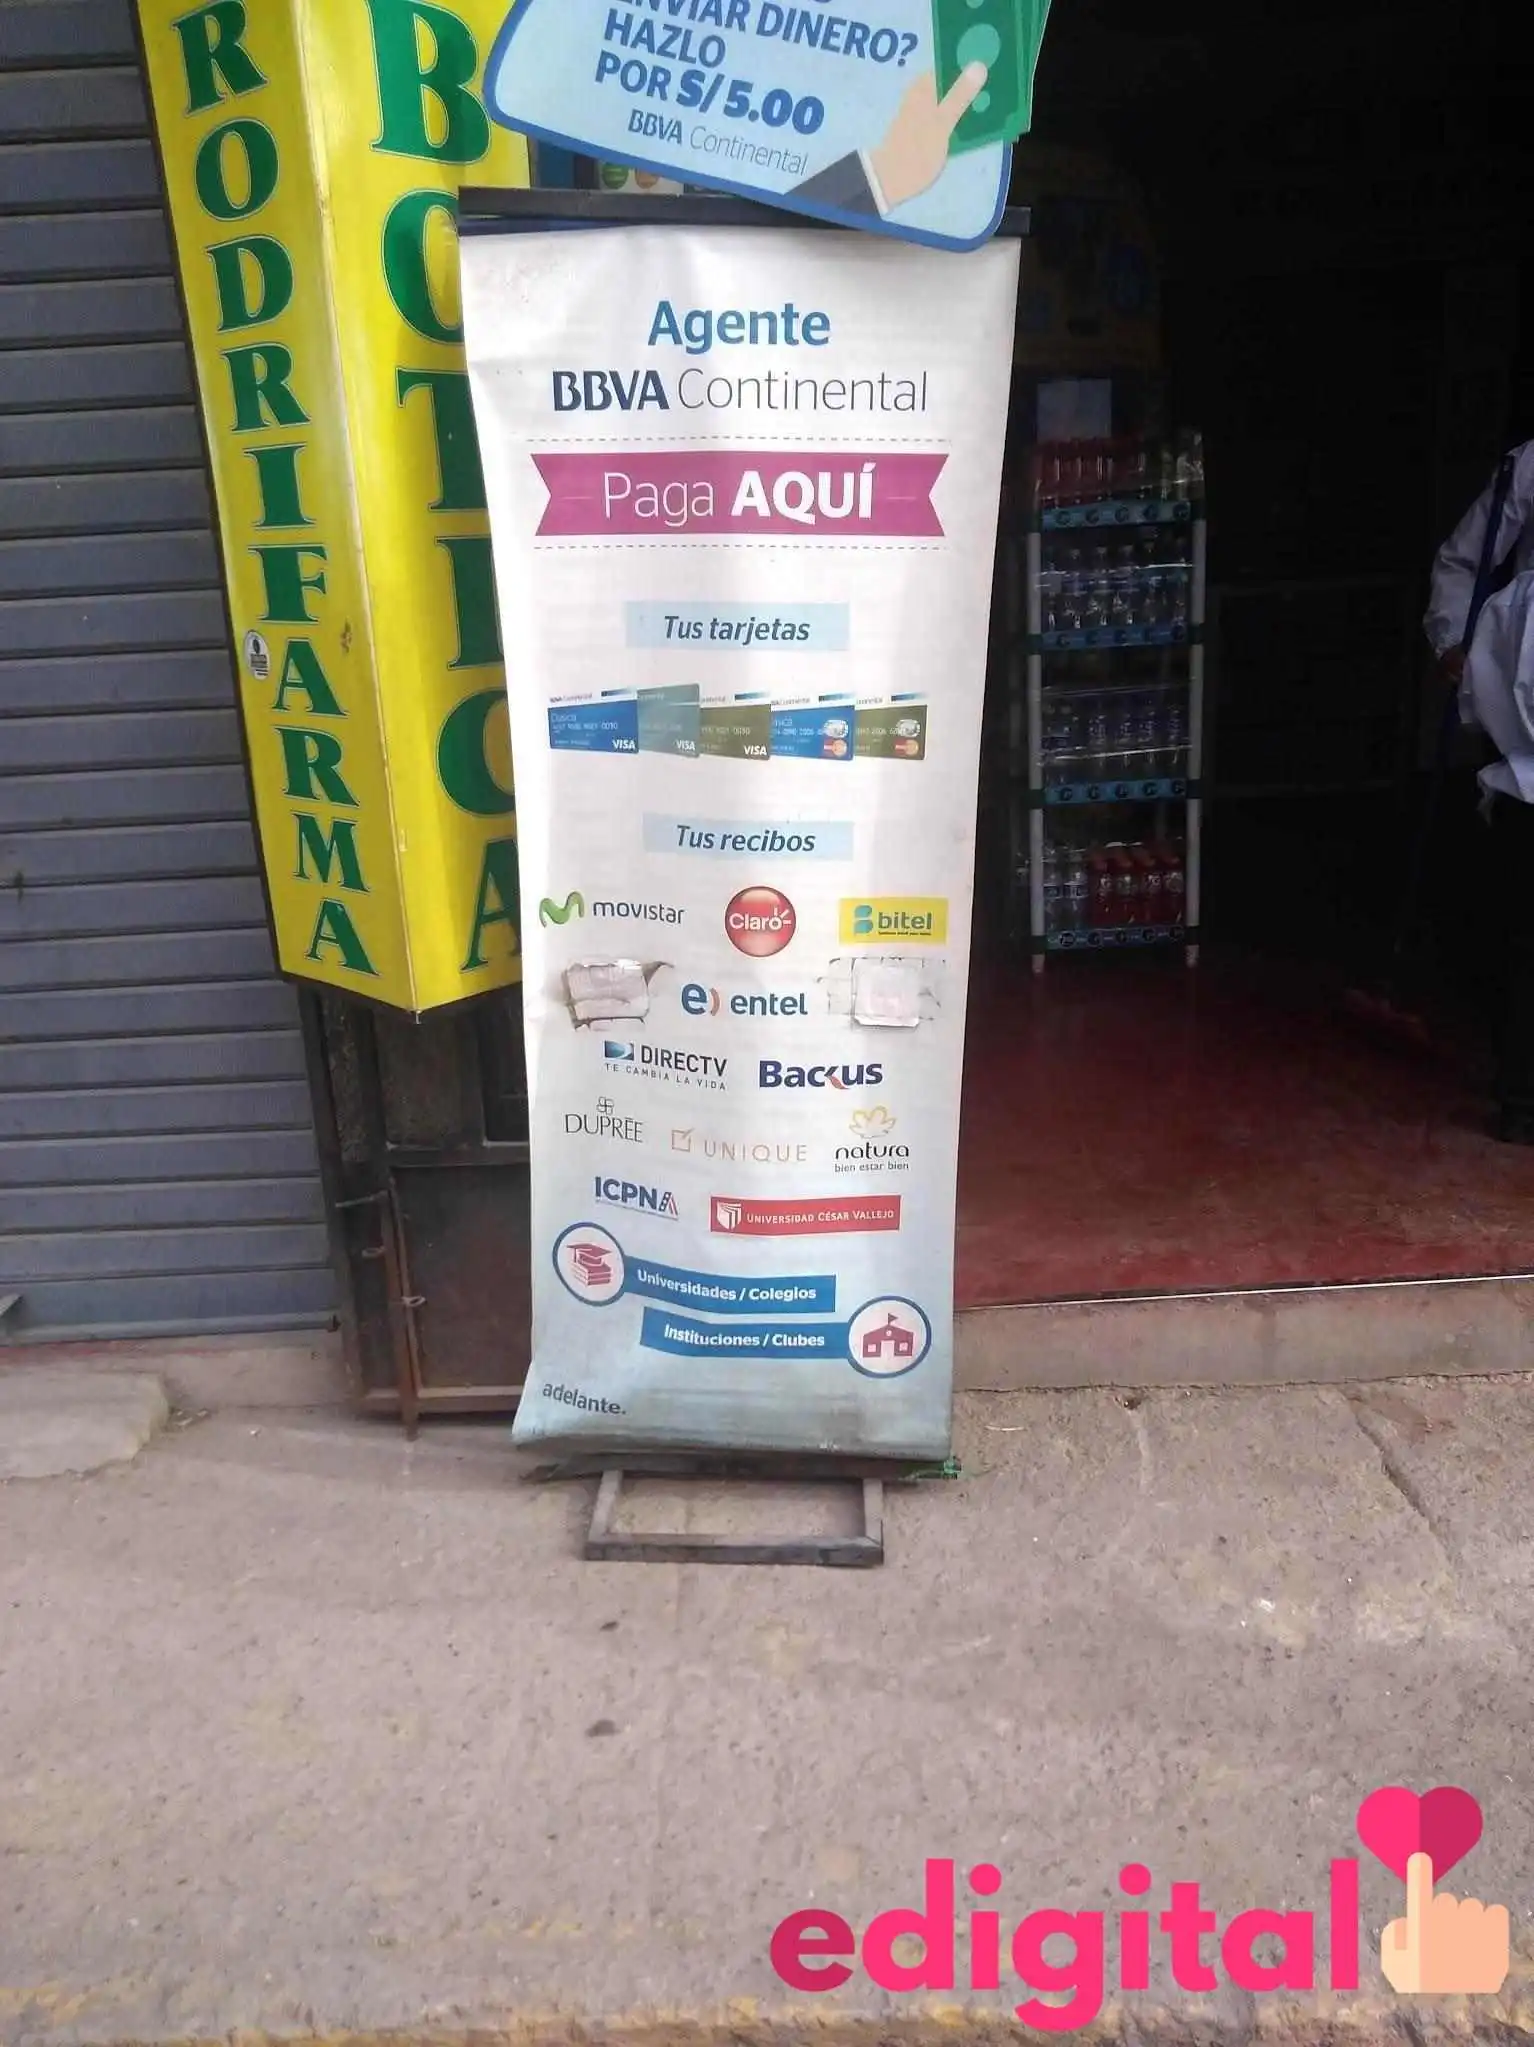 RODRIFARMA
BOTICA
ENVIAR DINERO?
HAZLO
POR S/ 5.00
BBVA Continental
Agente
BBVA Continental
Paga AQUÍ
Tus tarjetas
VISA VISA VISA
Tus recibos
movistar Claro bitel
e) entel
DIRECTV
TE CAMBIA LA VIDA
Backus
DUPRĒE UNIQUE natura
bien estar bien
ICPNA UNIVERSIDAD CÉSAR VALLEJO
Universidades / Colegios
Instituciones / Clubes
adelante.
edigital